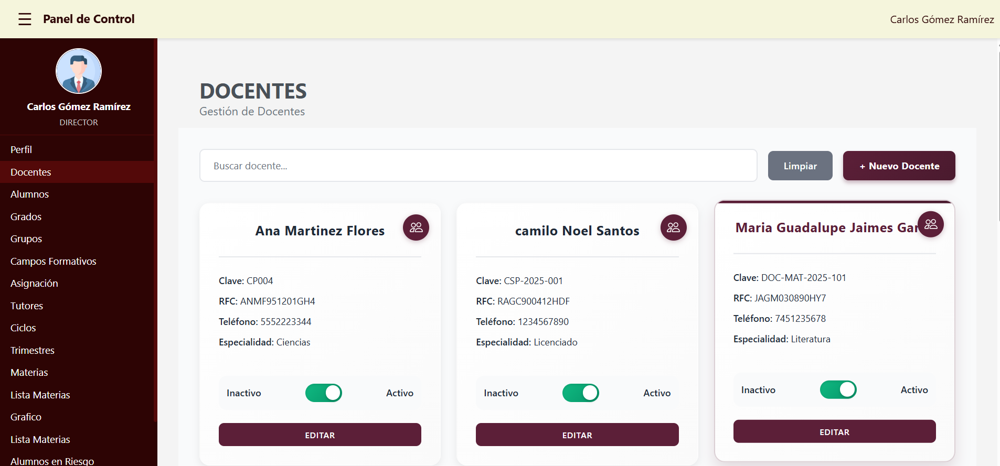 Panel de Control
Carlos Gómez Ramírez
Carlos Gómez Ramírez
DIRECTOR
Perfil
Docentes
Alumnos
Grados
Grupos
Campos Formativos
Asignación
Tutores
Ciclos
Trimestres
Materias
Lista Materias
Grafico
Lista Materias
Alumnos en Riesgo
DOCENTES
Gestión de Docentes
Buscar docente...
Limpiar
+ Nuevo Docente
Ana Martinez Flores
Clave: CP004
RFC: ANMF951201GH4
Teléfono: 5552223344
Especialidad: Ciencias
Inactivo
Activo
EDITAR
camilo Noel Santos
Clave: CSP-2025-001
RFC: RAGC900412HDF
Teléfono: 1234567890
Especialidad: Licenciado
Inactivo
Activo
EDITAR
Maria Guadalupe Jaimes Gar
Clave: DOC-MAT-2025-101
RFC: JAGM030890HY7
Teléfono: 7451235678
Especialidad: Literatura
Inactivo
Activo
EDITAR